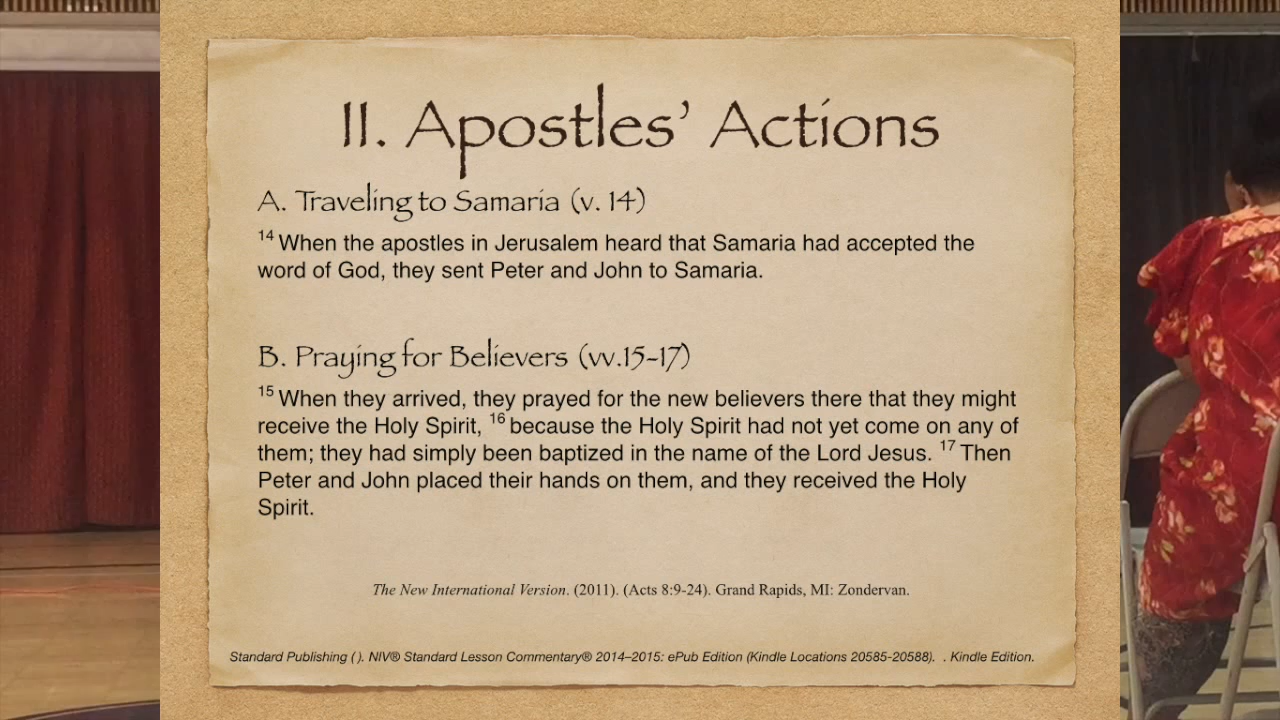 II. Apostles’ Actions
A. Traveling to Samaria (v. 14)
14 When the apostles in Jerusalem heard that Samaria had accepted the
word of God, they sent Peter and John to Samaria.
B. Praying for Believers (vv.15-17)
15 When they arrived, they prayed for the new believers there that they might
receive the Holy Spirit, 16 because the Holy Spirit had not yet come on any of
them; they had simply been baptized in the name of the Lord Jesus. 17 Then
Peter and John placed their hands on them, and they received the Holy
Spirit.
The New International Version. (2011). (Acts 8:9-24). Grand Rapids, MI: Zondervan.
Standard Publishing ( ). NIV® Standard Lesson Commentary® 2014–2015: ePub Edition (Kindle Locations 20585-20588). . Kindle Edition.